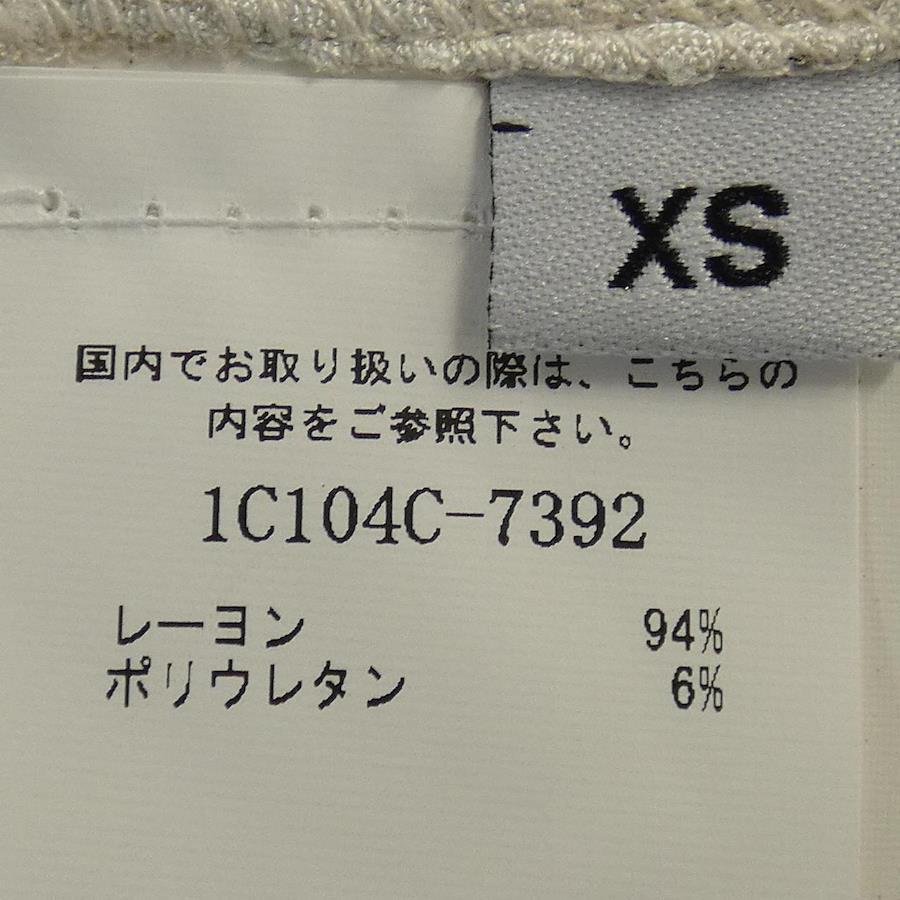 XS
国内でお取り扱いの際は、こちらの
内容をご参照下さい。
1C104C-7392
レーヨン 94%
ポリウレタン 6%